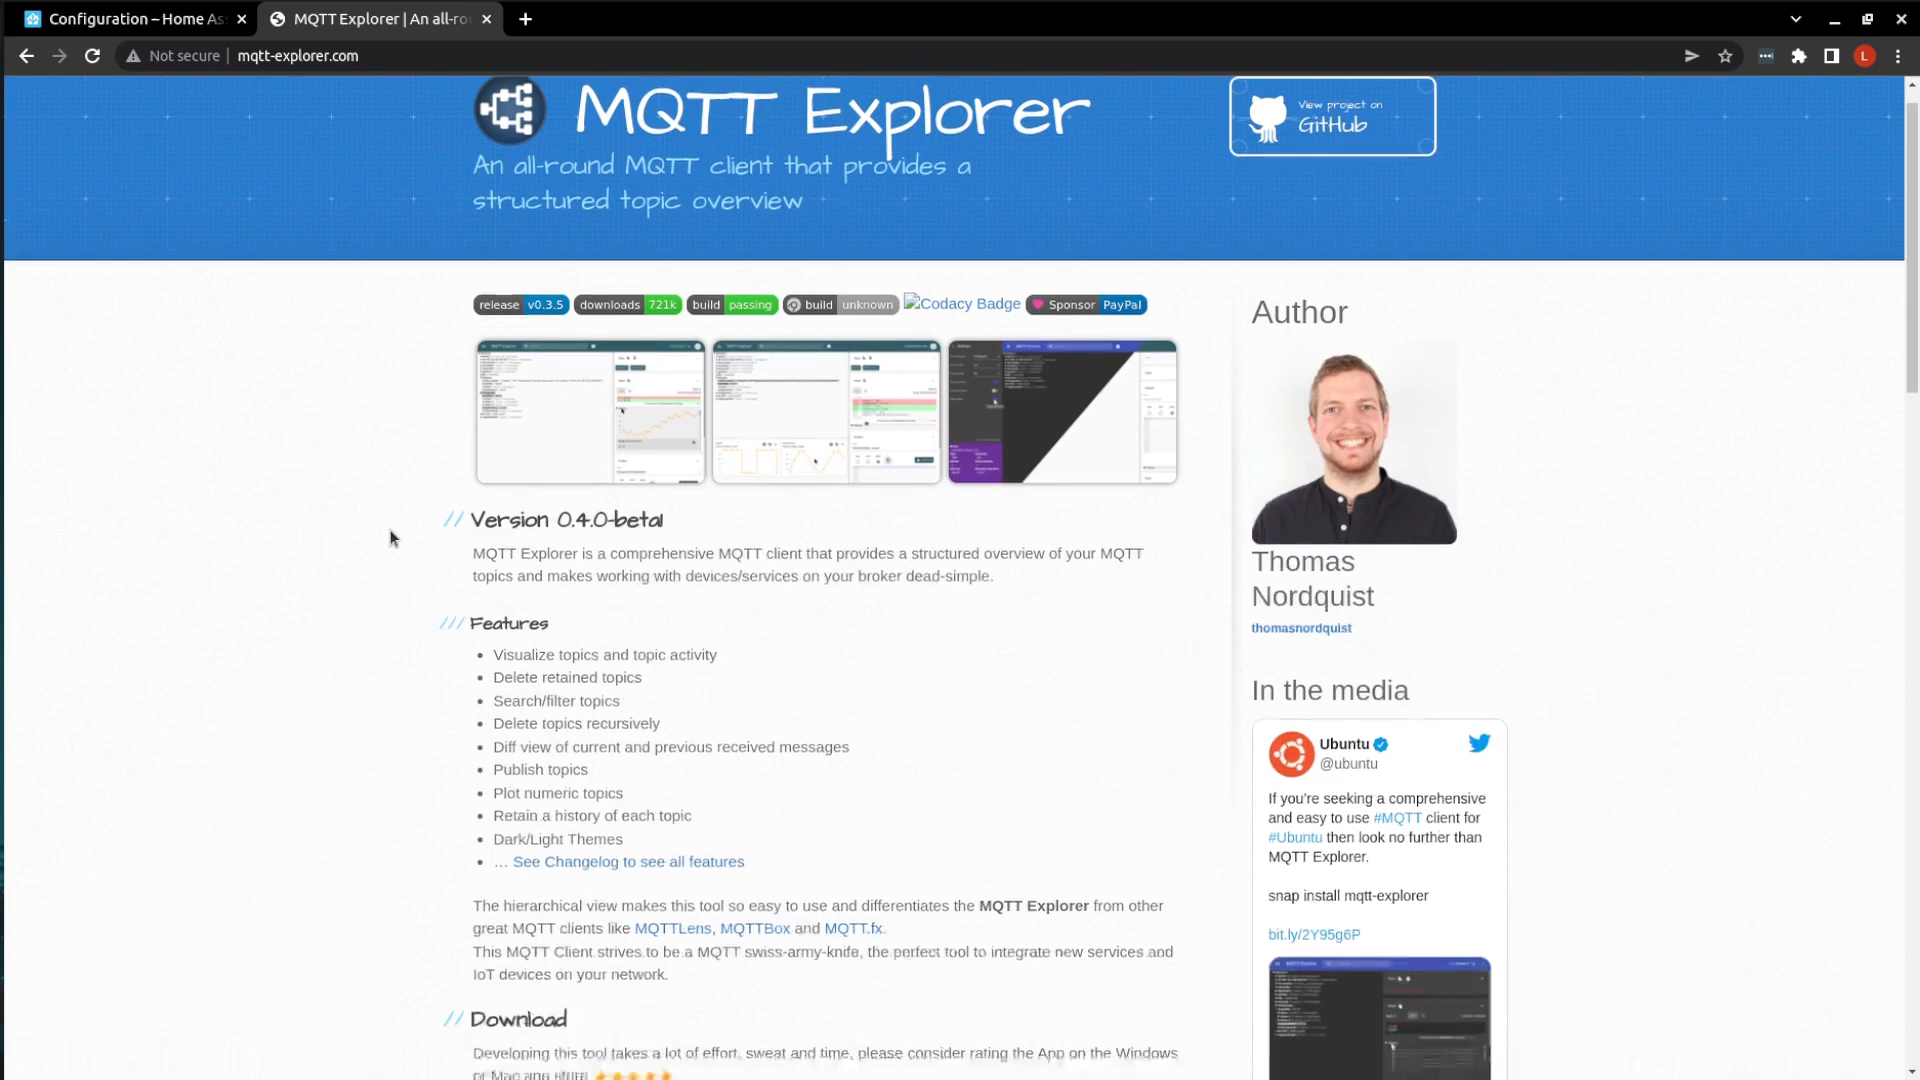 Configuration – Home As
MQTT Explorer | An all-ro
Not secure
mqtt-explorer.com
L
MQTT Explorer
An all-round MQTT client that provides a
structured topic overview
View project on
GitHub
release v0.3.5
downloads 721k
build passing
build unknown
Codacy Badge
Sponsor PayPal
// Version 0.4.0-beta1
MQTT Explorer is a comprehensive MQTT client that provides a structured overview of your MQTT
topics and makes working with devices/services on your broker dead-simple.
/// Features
• Visualize topics and topic activity
• Delete retained topics
• Search/filter topics
• Delete topics recursively
• Diff view of current and previous received messages
• Publish topics
• Plot numeric topics
• Retain a history of each topic
• Dark/Light Themes
• … See Changelog to see all features
The hierarchical view makes this tool so easy to use and differentiates the MQTT Explorer from other
great MQTT clients like MQTTLens, MQTTBox and MQTT.fx.
This MQTT Client strives to be a MQTT swiss-army-knife, the perfect tool to integrate new services and
IoT devices on your network.
// Download
Developing this tool takes a lot of effort, sweat and time, please consider rating the App on the Windows
or Mac
Author
Thomas
Nordquist
thomasnordquist
In the media
Ubuntu
@ubuntu
If you're seeking a comprehensive
and easy to use #MQTT client for
#Ubuntu then look no further than
MQTT Explorer.
snap install mqtt-explorer
bit.ly/2Y95g6P